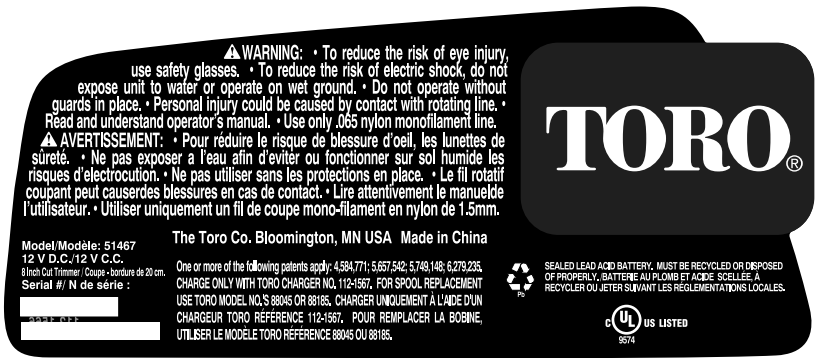 ⚠ WARNING: • To reduce the risk of eye injury,
use safety glasses. • To reduce the risk of electric shock, do not
expose unit to water or operate on wet ground. • Do not operate without
guards in place. • Personal injury could be caused by contact with rotating line. •
Read and understand operator's manual. • Use only .065 nylon monofilament line.
⚠ AVERTISSEMENT: • Pour réduire le risque de blessure d'oeil, les lunettes de
sûreté. • Ne pas exposer a l'eau afin d'eviter ou fonctionner sur sol humide les
risques d'electrocution. • Ne pas utiliser sans les protections en place. • Le fil rotatif
coupant peut causerdes blessures en cas de contact. • Lire attentivement le manuelde
l'utilisateur. • Utiliser uniquement un fil de coupe mono-filament en nylon de 1.5mm.
TORO®
The Toro Co. Bloomington, MN USA Made in China
Model/Modèle: 51467
12 V D.C./12 V C.C.
8 Inch Cut Trimmer / Coupe - bordure de 20 cm.
Serial #/ N de série :
One or more of the following patents apply: 4,584,771; 5,657,542; 5,749,148; 6,279,235.
CHARGE ONLY WITH TORO CHARGER NO. 112-1567. FOR SPOOL REPLACEMENT
USE TORO MODEL NO.'S 88045 OR 88185. CHARGER UNIQUEMENT À L'AIDE D'UN
CHARGEUR TORO RÉFÉRENCE 112-1567. POUR REMPLACER LA BOBINE,
UTILISER LE MODÈLE TORO RÉFÉRENCE 88045 OU 88185.
Pb
SEALED LEAD ACID BATTERY. MUST BE RECYCLED OR DISPOSED
OF PROPERLY. /BATTERIE AU PLOMB ET ACIDE SCELLÉE, À
RECYCLER OU JETER SUIVANT LES RÉGLEMENTATIONS LOCALES.
C UL US LISTED
9574